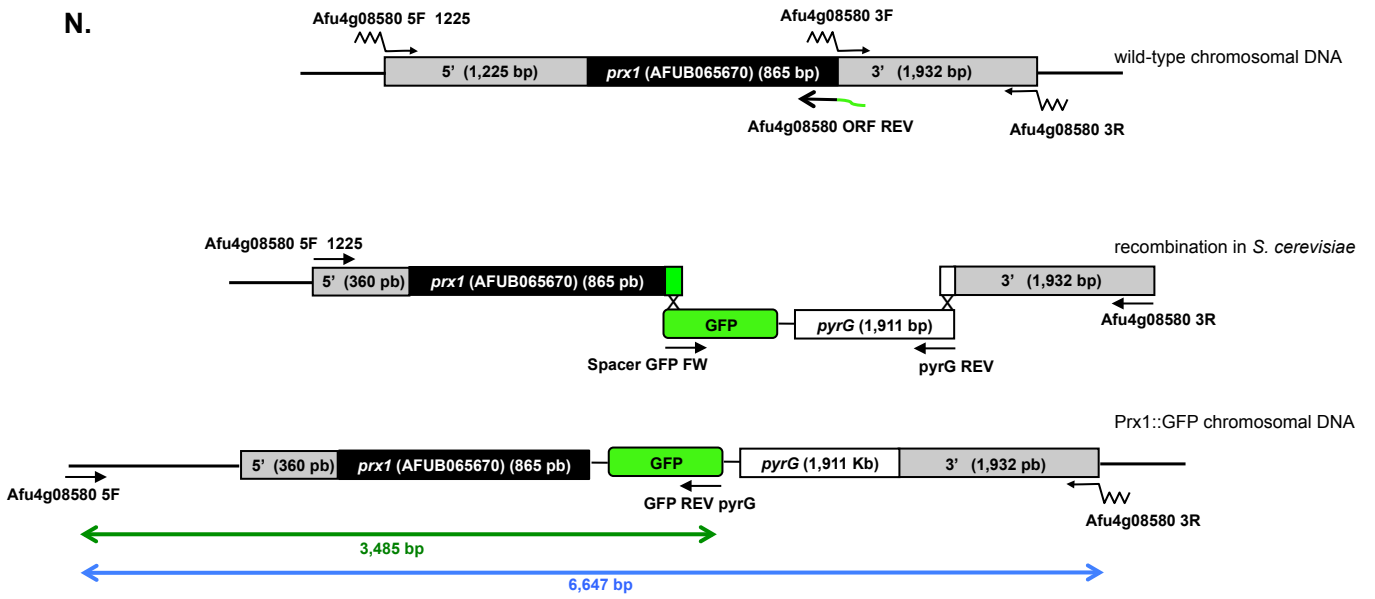 N.
Afu4g08580 5F 1225
Afu4g08580 3F
wild-type chromosomal DNA
5' (1,225 bp)
prx1 (AFUB065670) (865 bp)
3' (1,932 bp)
Afu4g08580 ORF REV
Afu4g08580 3R
Afu4g08580 5F 1225
recombination in S. cerevisiae
5' (360 pb)
prx1 (AFUB065670) (865 pb)
3' (1,932 bp)
GFP
pyrG (1,911 bp)
Afu4g08580 3R
Spacer GFP FW
pyrG REV
Prx1::GFP chromosomal DNA
5' (360 pb)
prx1 (AFUB065670) (865 pb)
GFP
pyrG (1,911 Kb)
3' (1,932 pb)
Afu4g08580 5F
GFP REV pyrG
Afu4g08580 3R
3,485 bp
6,647 bp